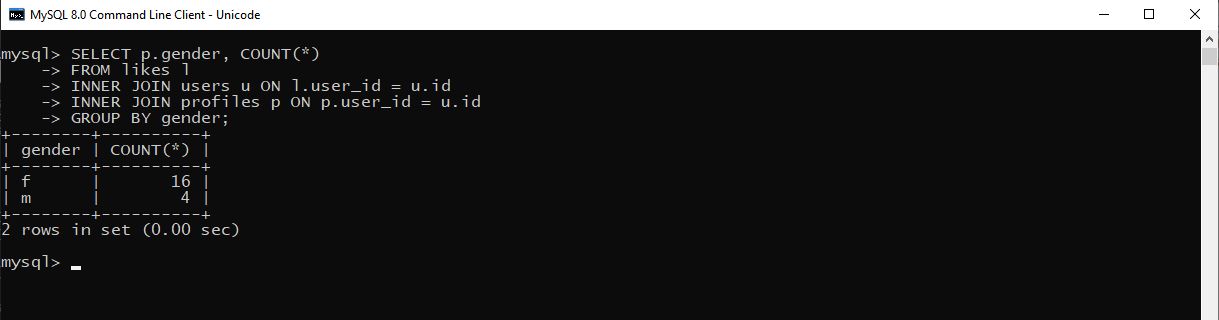 MySQL 8.0 Command Line Client - Unicode
mysql> SELECT p.gender, COUNT(*)
    -> FROM likes l
    -> INNER JOIN users u ON l.user_id = u.id
    -> INNER JOIN profiles p ON p.user_id = u.id
    -> GROUP BY gender;
+--------+----------+
| gender | COUNT(*) |
+--------+----------+
| f      |       16 |
| m      |        4 |
+--------+----------+
2 rows in set (0.00 sec)
mysql> _